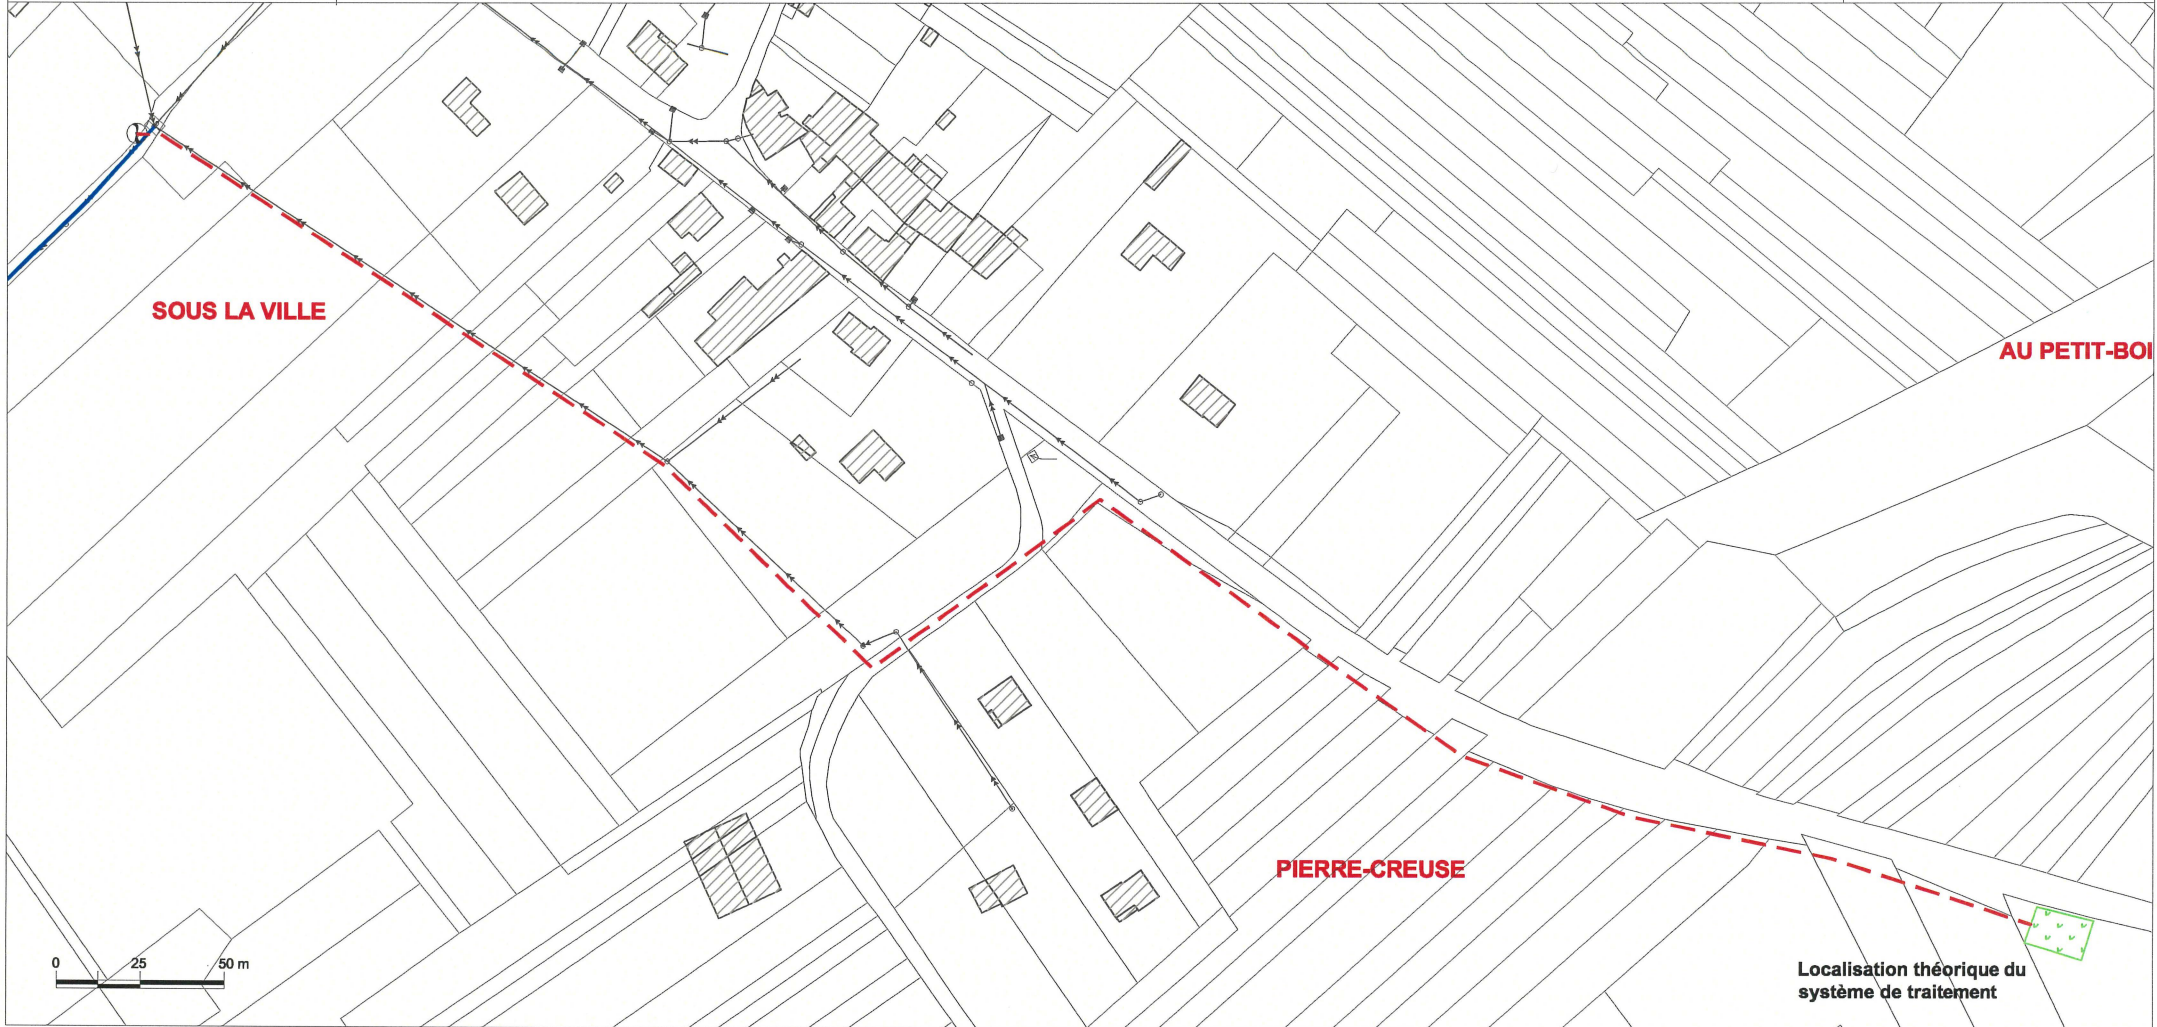 SOUS LA VILLE
AU PETIT-BOI
PIERRE-CREUSE
0 25 50 m
Localisation théorique du
système de traitement